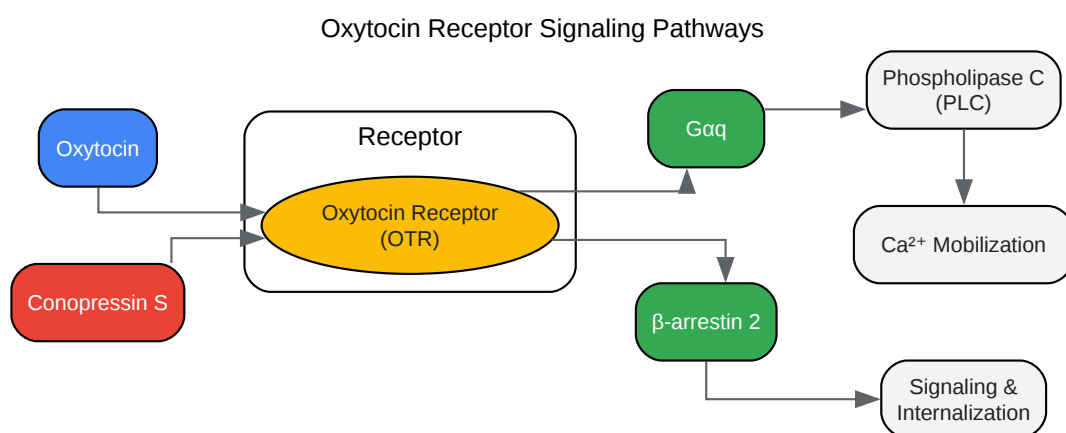 Oxytocin Receptor Signaling Pathways
Oxytocin
Conopressin S
Receptor
Oxytocin Receptor
(OTR)
Gαq
β-arrestin 2
Phospholipase C
(PLC)
Ca²⁺ Mobilization
Signaling &
Internalization